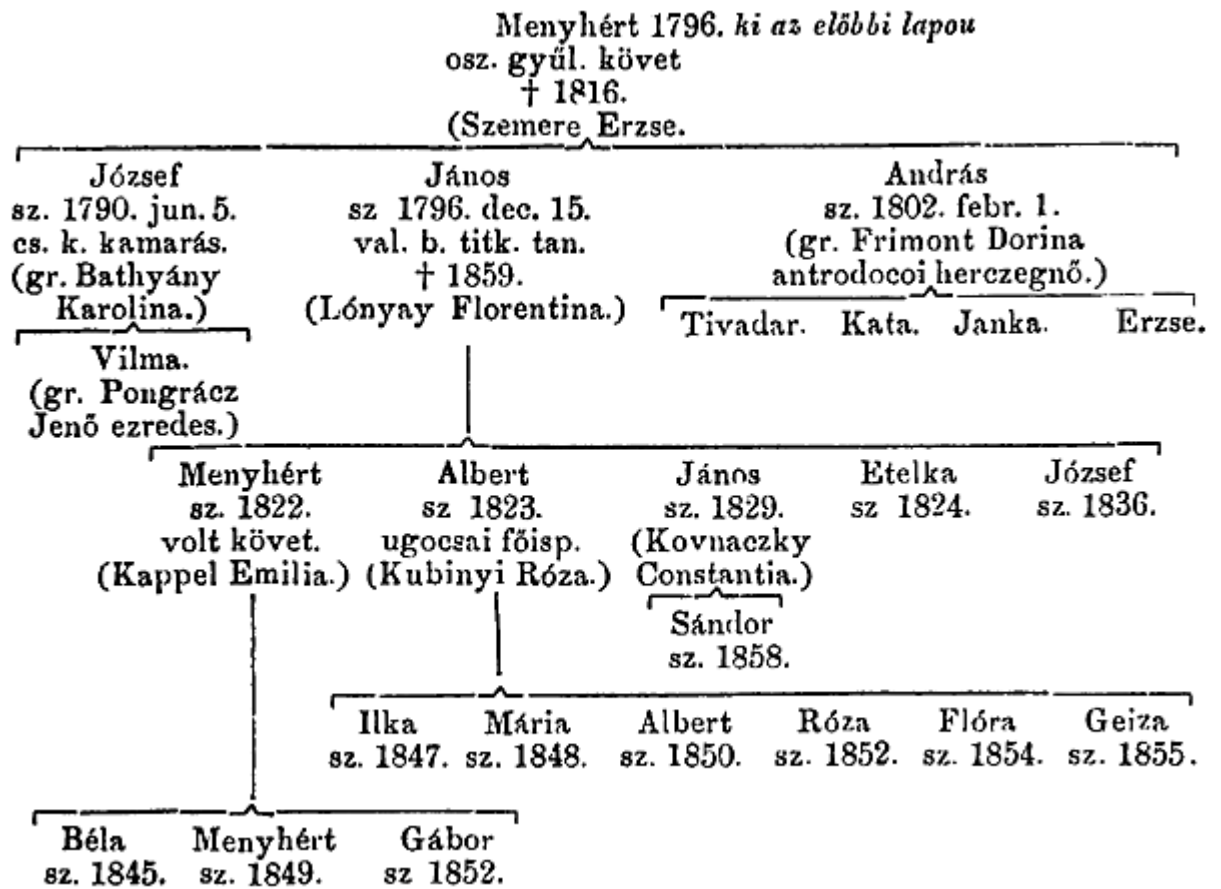 Menyhért 1796. ki az előbbi lapou
osz. gyűl. követ
† 1816.
(Szemere Erzse.
József János András
sz. 1790. jun. 5. sz 1796. dec. 15. sz. 1802. febr. 1.
cs. k. kamarás. val. b. titk. tan. (gr. Frimont Dorina
(gr. Bathyány † 1859. antrodocoi herczegnő.)
Karolina.) (Lónyay Florentina.)
Tivadar. Kata. Janka. Erzse.
Vilma.
(gr. Pongrácz
Jenő ezredes.)
Menyhért Albert János Etelka József
sz. 1822. sz 1823. sz. 1829. sz 1824. sz. 1836.
volt követ. ugocsai főisp. (Kovnaczky
(Kappel Emilia.) (Kubinyi Róza.) Constantia.)
Sándor
sz. 1858.
Ilka Mária Albert Róza Flóra Geiza
sz. 1847. sz. 1848. sz. 1850. sz. 1852. sz. 1854. sz. 1855.
Béla Menyhért Gábor
sz. 1845. sz. 1849. sz 1852.